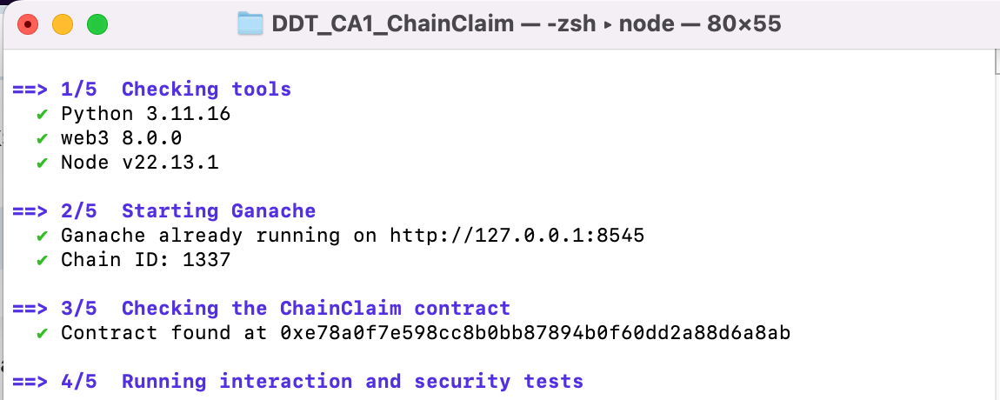 DDT_CA1_ChainClaim — -zsh ▸ node — 80×55
==> 1/5  Checking tools
✔ Python 3.11.16
✔ web3 8.0.0
✔ Node v22.13.1
==> 2/5  Starting Ganache
✔ Ganache already running on http://127.0.0.1:8545
✔ Chain ID: 1337
==> 3/5  Checking the ChainClaim contract
✔ Contract found at 0xe78a0f7e598cc8b0bb87894b0f60dd2a88d6a8ab
==> 4/5  Running interaction and security tests